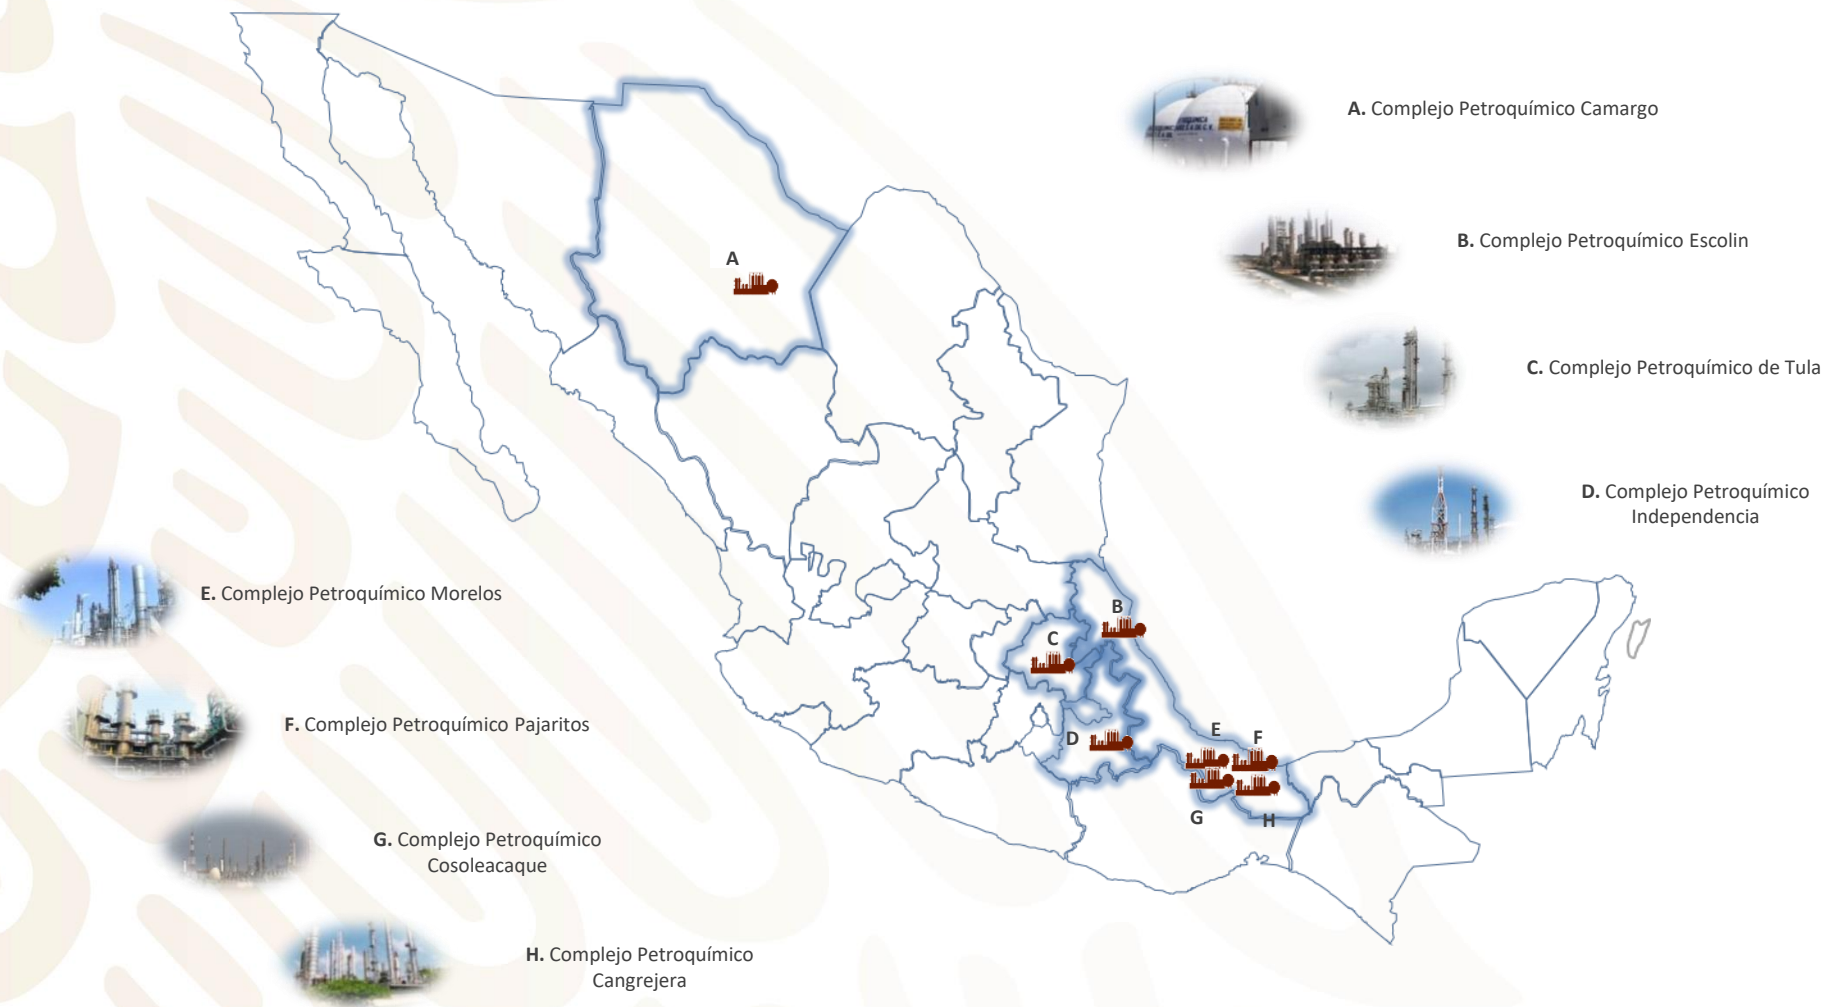 A. Complejo Petroquímico Camargo
B. Complejo Petroquímico Escolin
C. Complejo Petroquímico de Tula
D. Complejo Petroquímico
Independencia
E. Complejo Petroquímico Morelos
F. Complejo Petroquímico Pajaritos
G. Complejo Petroquímico
Cosoleacaque
H. Complejo Petroquímico
Cangrejera
A
B
C
D
E
F
G
H